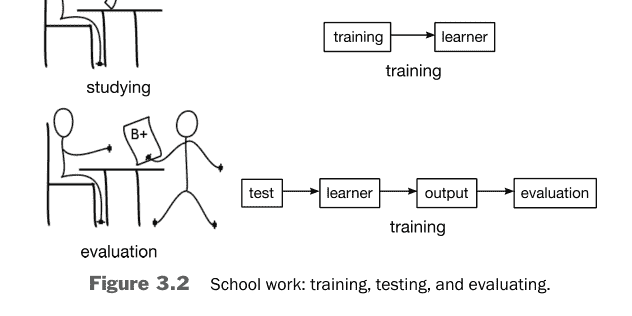 training learner
training
studying
B+
test learner output evaluation
training
evaluation
Figure 3.2 School work: training, testing, and evaluating.